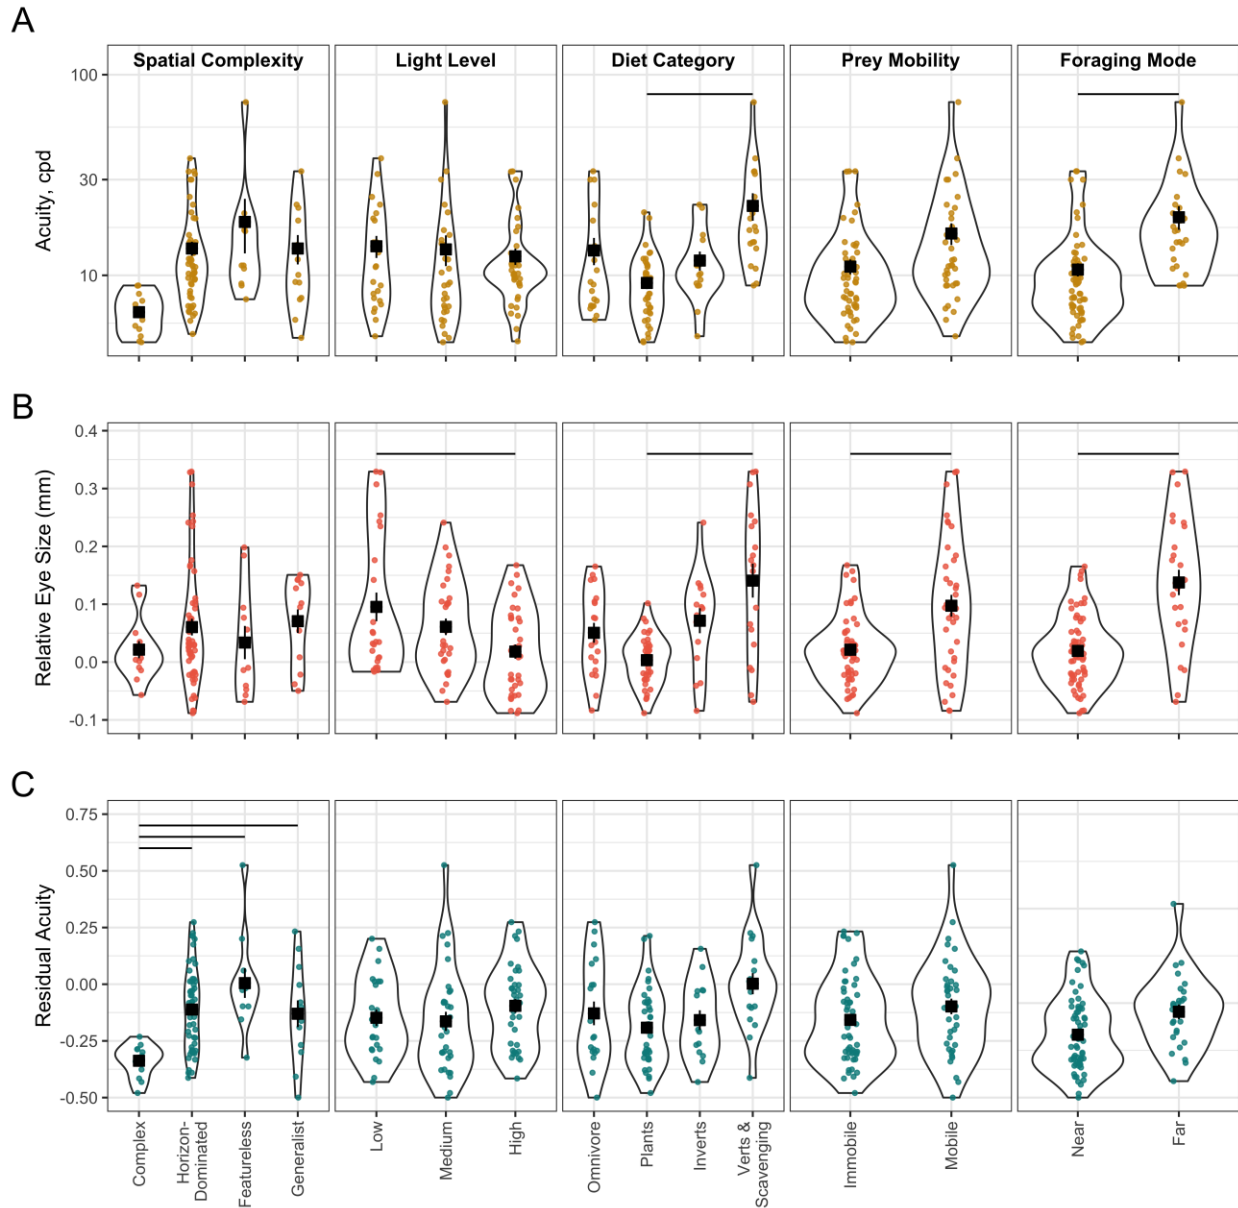 A
Spatial Complexity
Light Level
Diet Category
Prey Mobility
Foraging Mode
Acuity, cpd
100
30
10
B
Relative Eye Size (mm)
0.4
0.3
0.2
0.1
0.0
-0.1
C
Residual Acuity
0.75
0.50
0.25
0.00
-0.25
-0.50
Complex
Horizon-
Dominated
Featureless
Generalist
Low
Medium
High
Omnivore
Plants
Inverts
Verts &
Scavenging
Immobile
Mobile
Near
Far